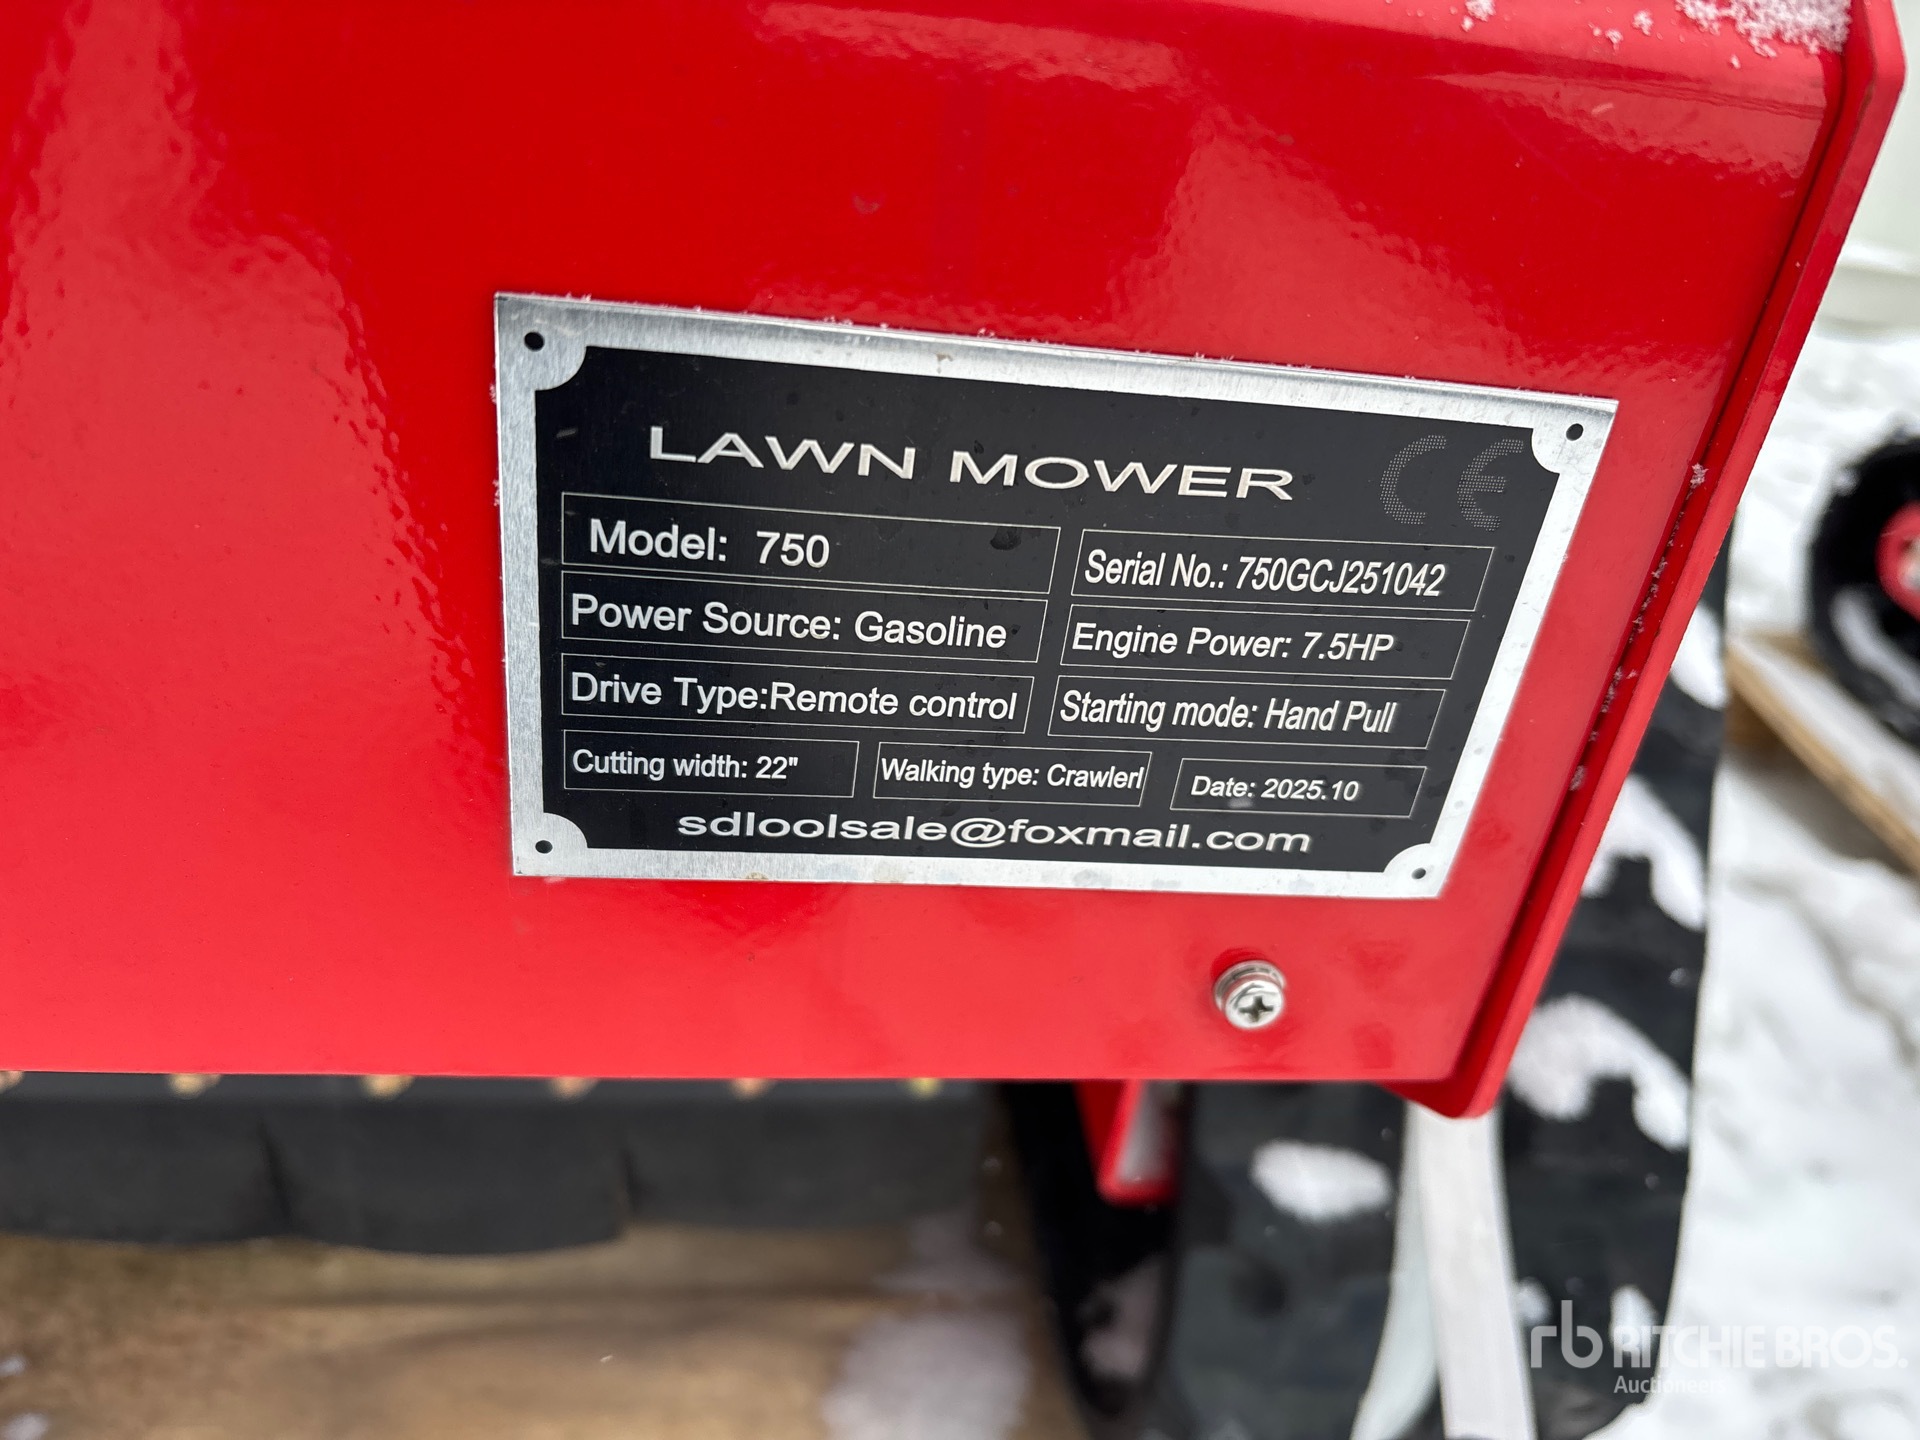 LAWN MOWER CE
Model: 750
Serial No.: 750GCJ251042
Power Source: Gasoline
Engine Power: 7.5HP
Drive Type:Remote control
Starting mode: Hand Pull
Cutting width: 22"
Walking type: Crawlerl
Date: 2025.10
sdloolsale@foxmail.com
rb RITCHIE BROS.
Auctioneers